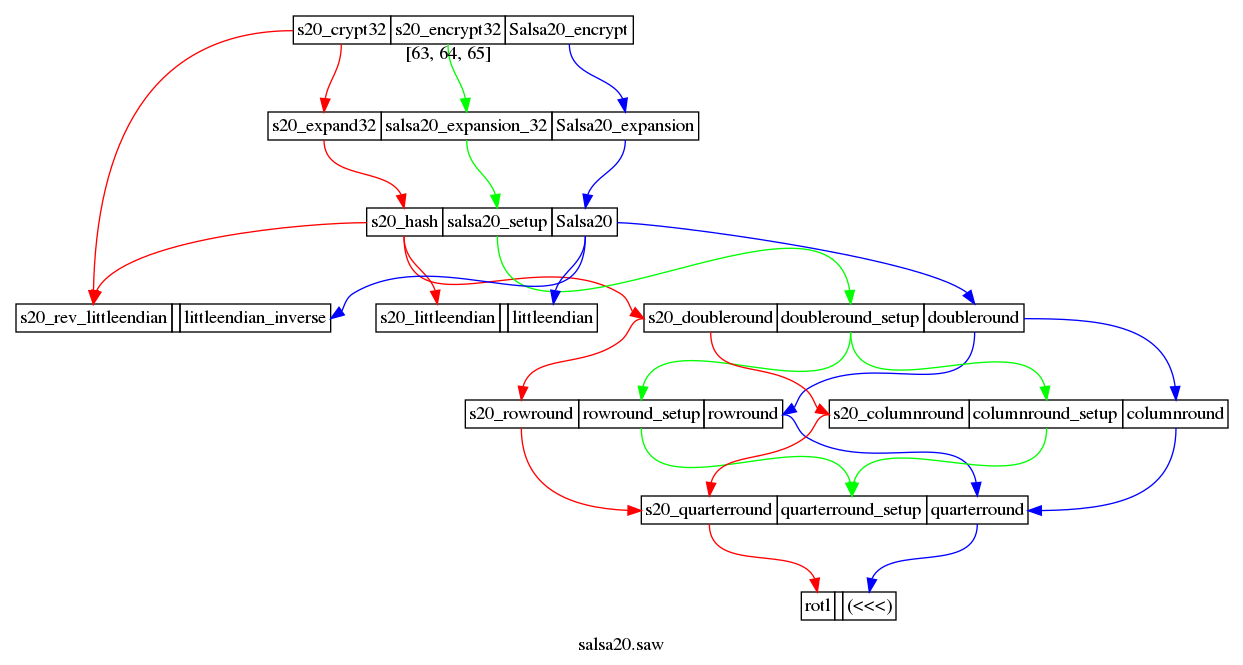 s20_crypt32 s20_encrypt32 Salsa20_encrypt
[63, 64, 65]
s20_expand32 salsa20_expansion_32 Salsa20_expansion
s20_hash salsa20_setup Salsa20
s20_rev_littleendian littleendian_inverse s20_littleendian littleendian s20_doubleround doubleround_setup doubleround
s20_rowround rowround_setup rowround s20_columnround columnround_setup columnround
s20_quarterround quarterround_setup quarterround
rotl (<<<)
salsa20.saw